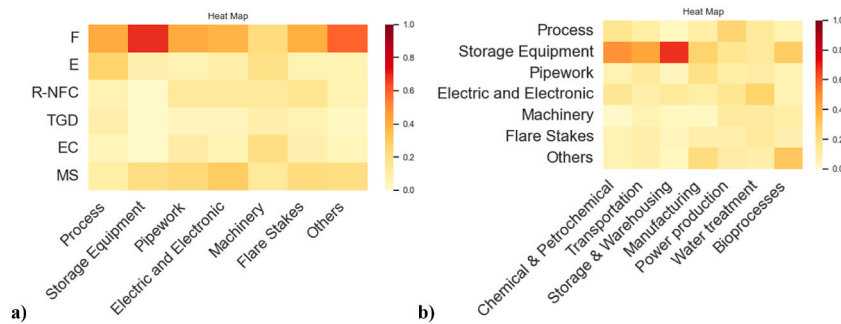 Heat Map
F
E
R-NFC
TGD
EC
MS
Process
Storage Equipment
Pipework
Electric and Electronic
Machinery
Flare Stakes
Others
1.0
0.8
0.6
0.4
0.2
0.0
a)
Heat Map
Process
Storage Equipment
Pipework
Electric and Electronic
Machinery
Flare Stakes
Others
Chemical & Petrochemical
Transportation
Storage & Warehousing
Manufacturing
Power production
Water treatment
Bioprocesses
1.0
0.8
0.6
0.4
0.2
0.0
b)